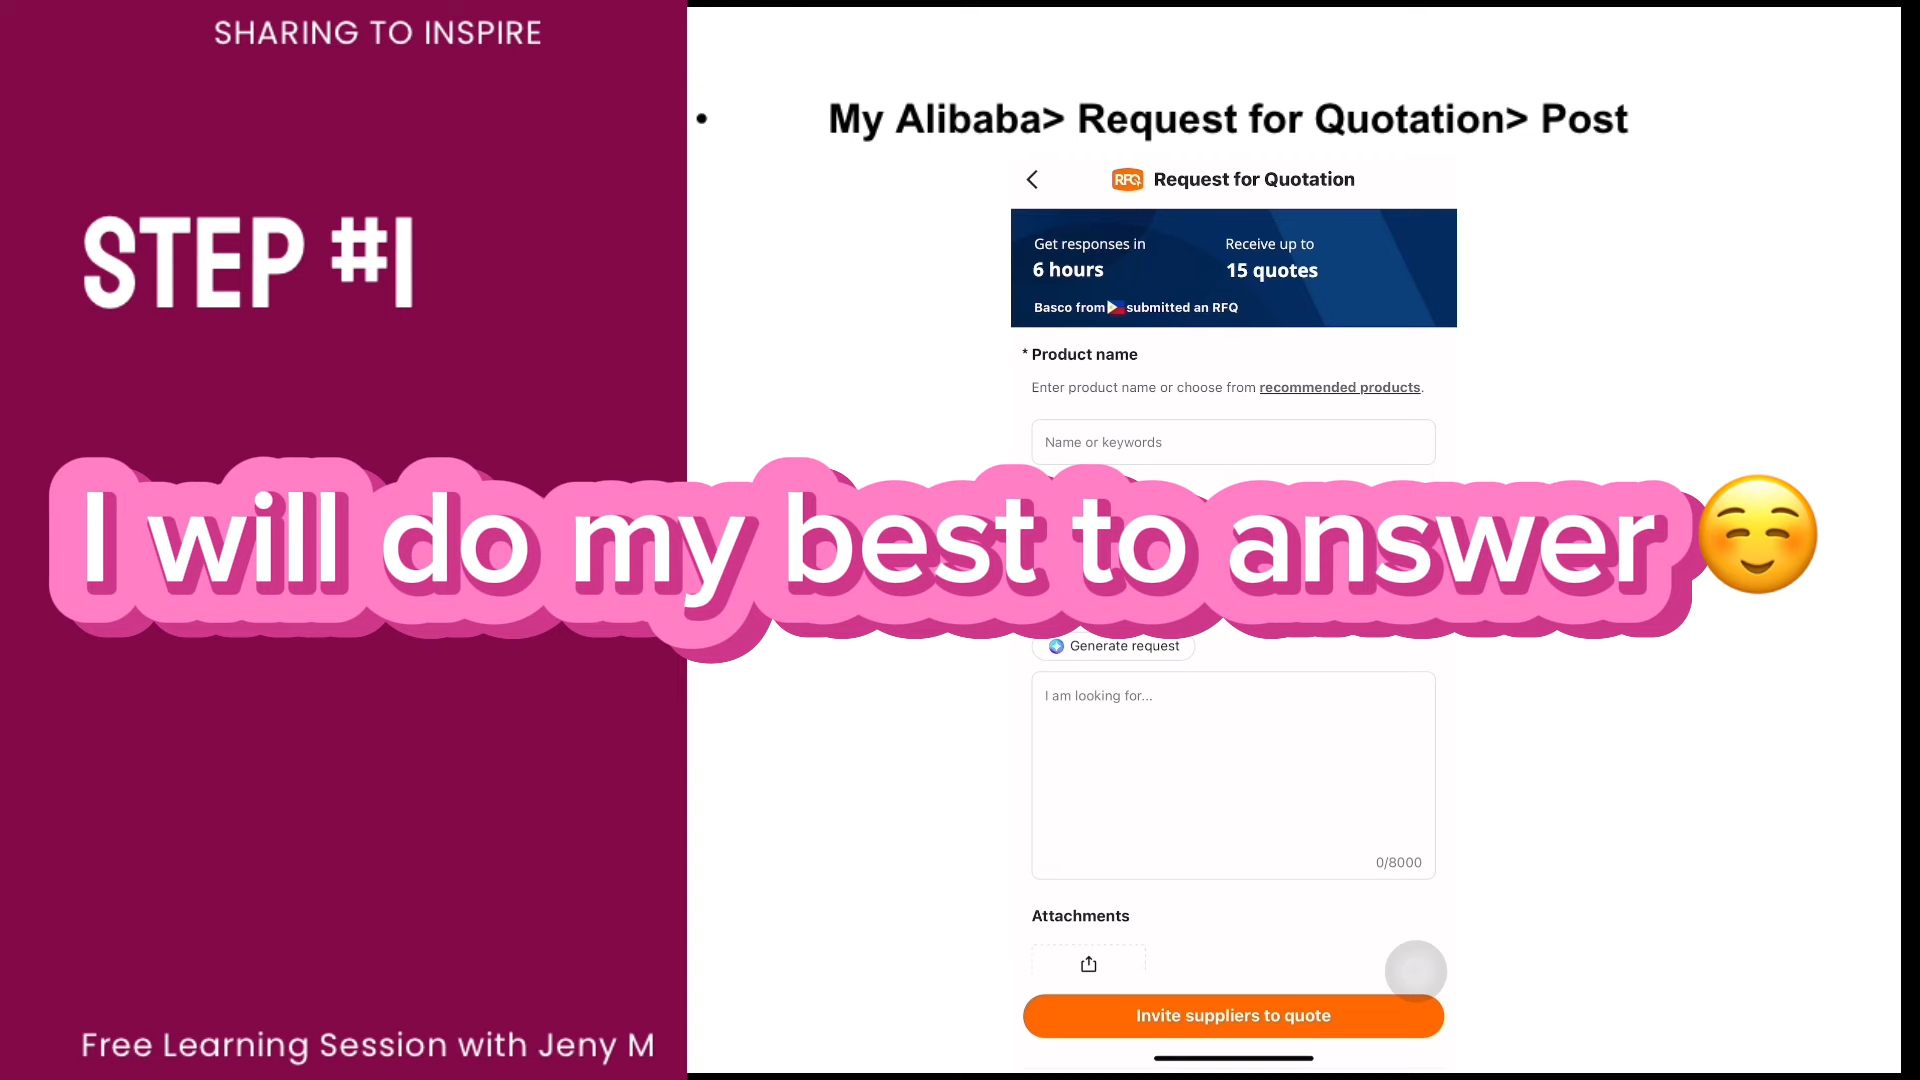 SHARING TO INSPIRE
STEP #1
I will do my best to answer
Free Learning Session with Jeny M
• My Alibaba> Request for Quotation> Post
RFQ Request for Quotation
Get responses in
6 hours
Receive up to
15 quotes
Basco from submitted an RFQ
* Product name
Enter product name or choose from recommended products.
Name or keywords
Generate request
I am looking for...
0/8000
Attachments
Invite suppliers to quote